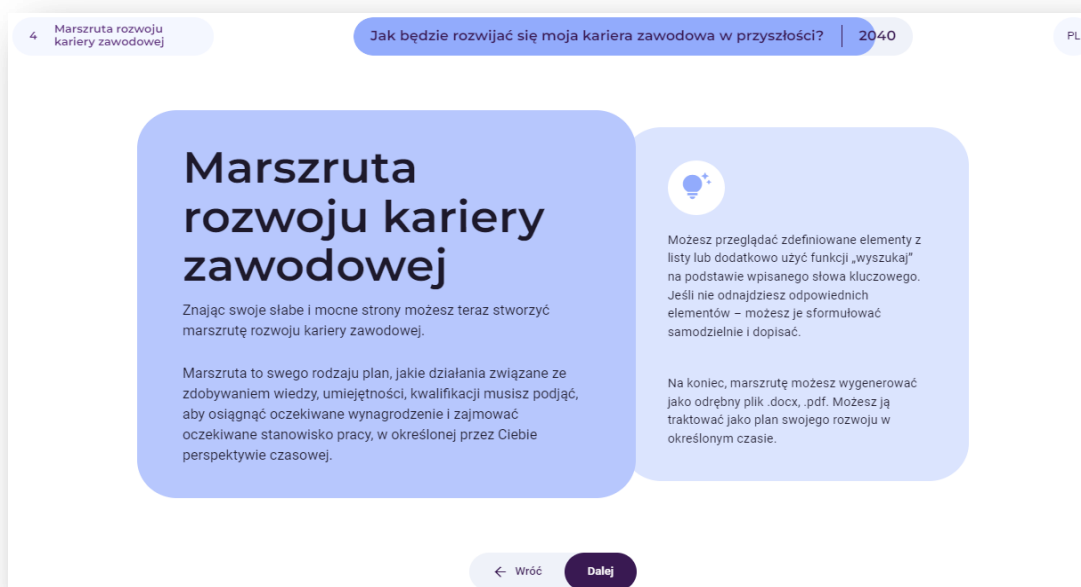 4 Marszruta rozwoju
kariery zawodowej
Jak będzie rozwijać się moja kariera zawodowa w przyszłości? | 2040
PL
Marszruta
rozwoju kariery
zawodowej
Znając swoje słabe i mocne strony możesz teraz stworzyć
marszrutę rozwoju kariery zawodowej.
Marszruta to swego rodzaju plan, jakie działania związane ze
zdobywaniem wiedzy, umiejętności, kwalifikacji musisz podjąć,
aby osiągnąć oczekiwane wynagrodzenie i zajmować
oczekiwane stanowisko pracy, w określonej przez Ciebie
perspektywie czasowej.
Możesz przeglądać zdefiniowane elementy z
listy lub dodatkowo użyć funkcji „wyszukaj”
na podstawie wpisanego słowa kluczowego.
Jeśli nie odnajdziesz odpowiednich
elementów – możesz je sformułować
samodzielnie i dopisać.
Na koniec, marszrutę możesz wygenerować
jako odrębny plik .docx, .pdf. Możesz ją
traktować jako plan swojego rozwoju w
określonym czasie.
← Wróć
Dalej